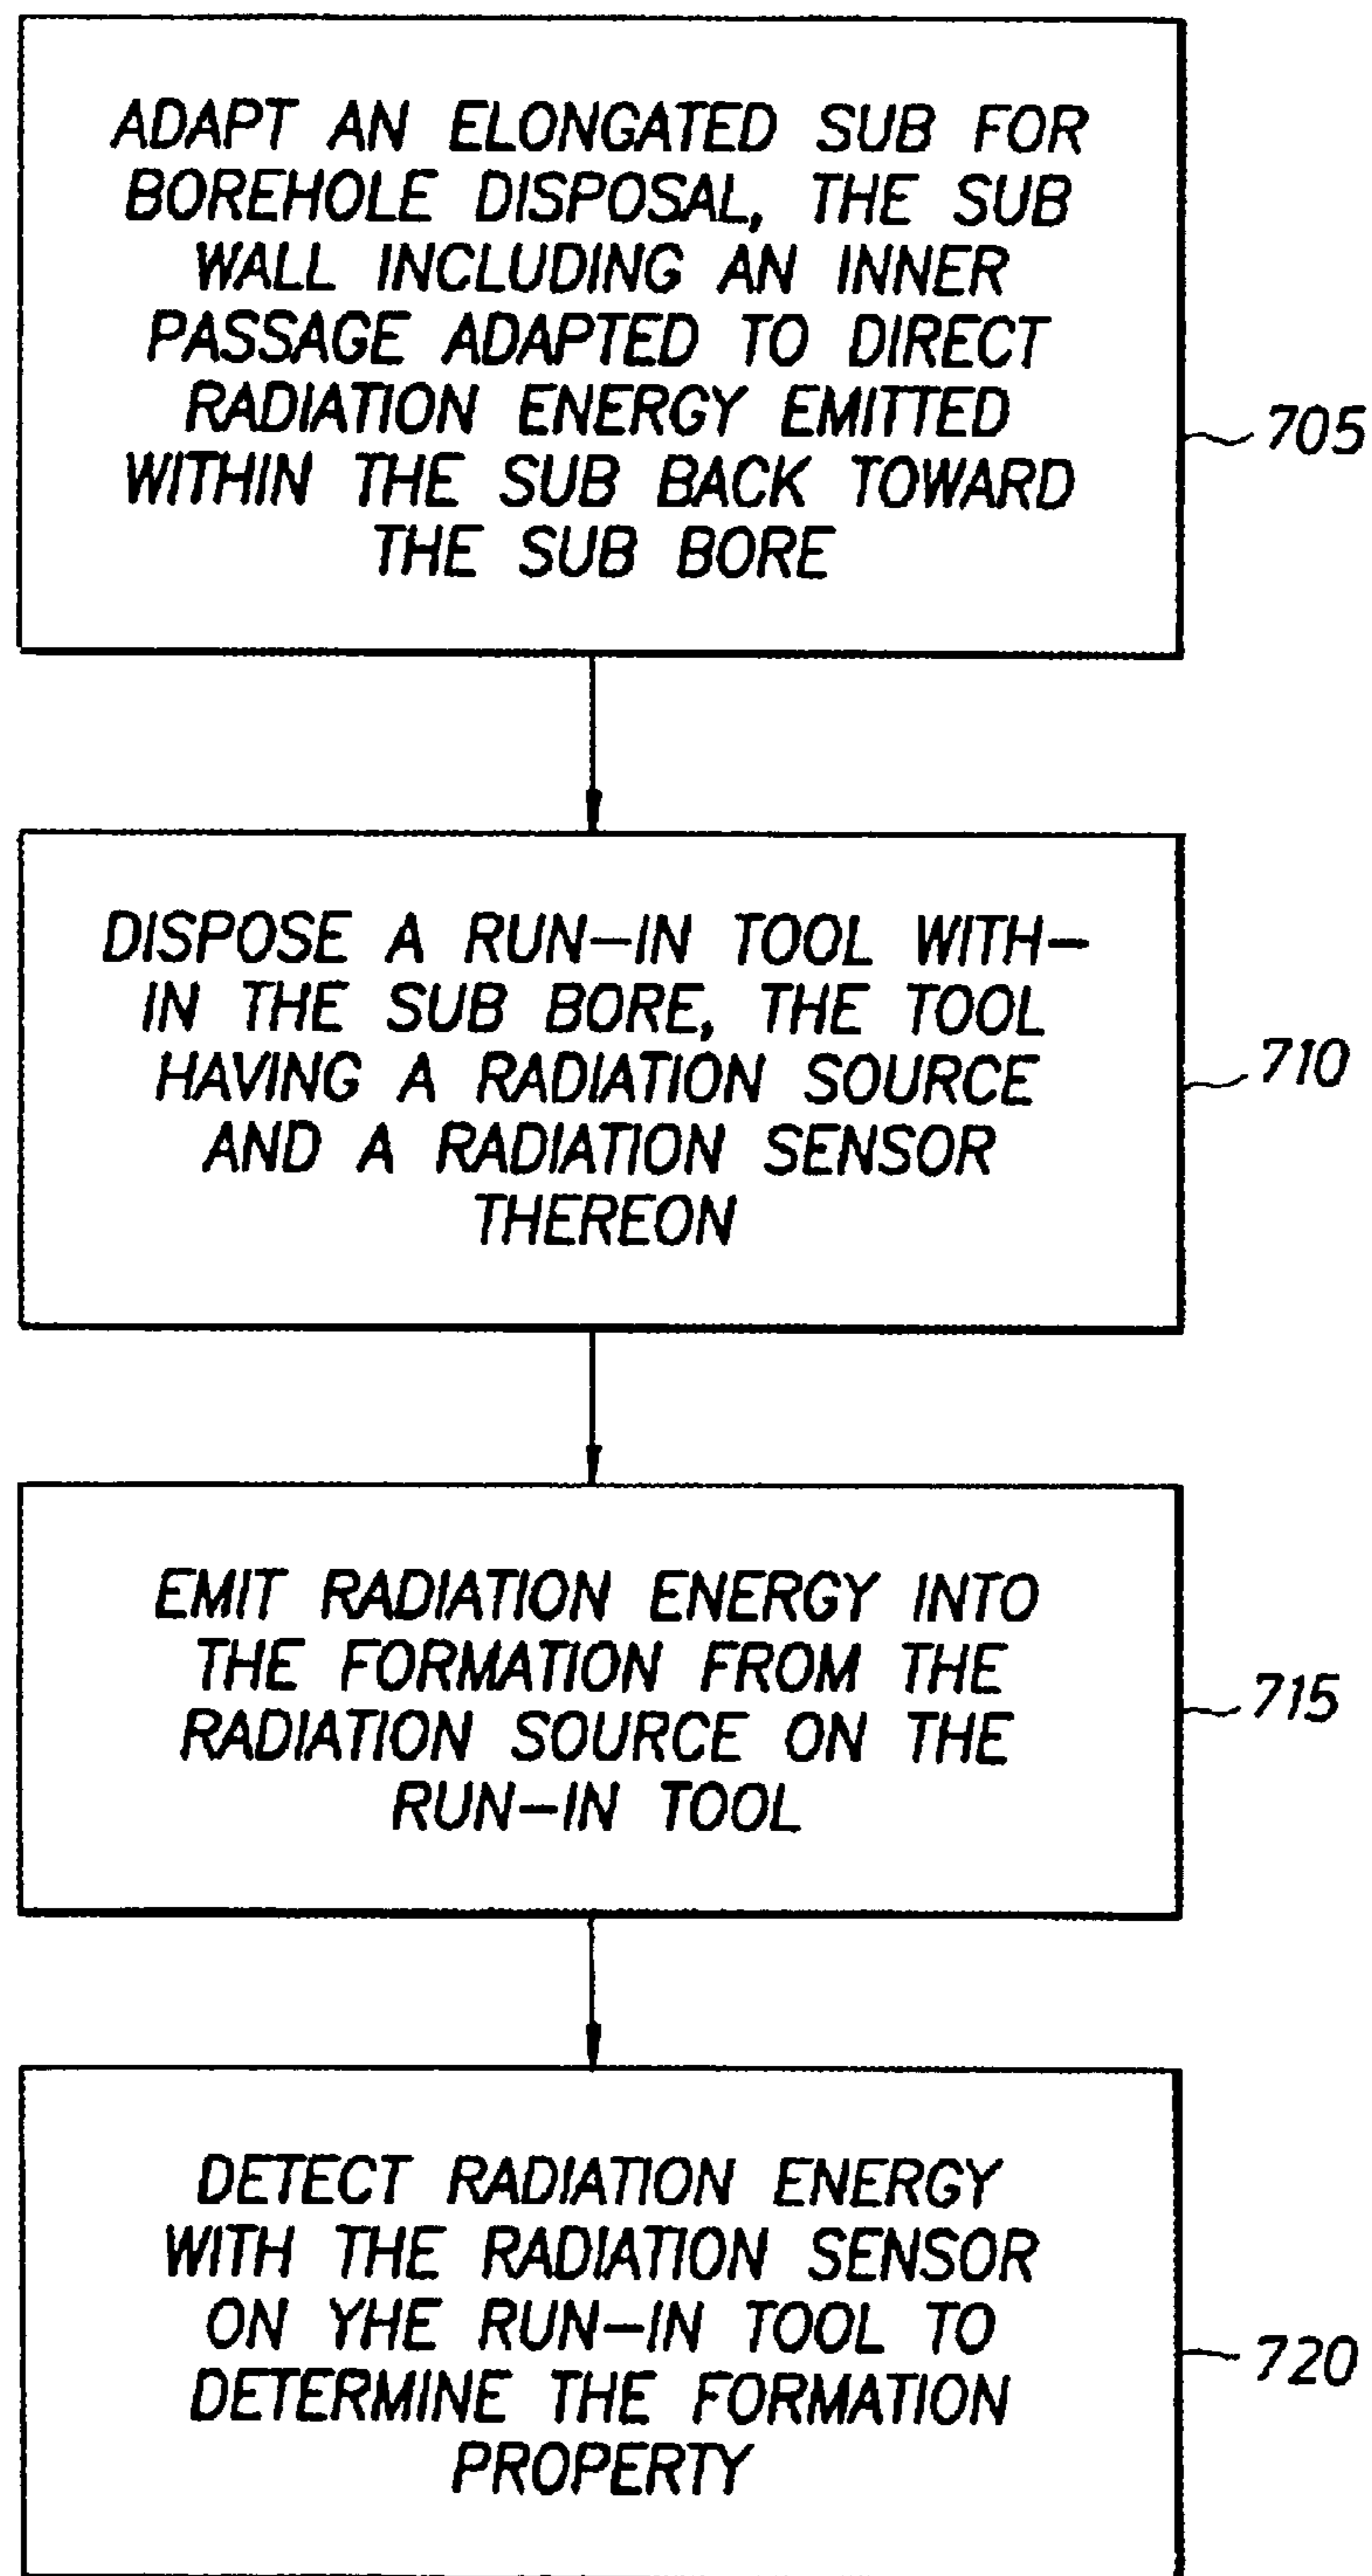 ADAPT AN ELONGATED SUB FOR
BOREHOLE DISPOSAL, THE SUB
WALL INCLUDING AN INNER
PASSAGE ADAPTED TO DIRECT
RADIATION ENERGY EMITTED
WITHIN THE SUB BACK TOWARD
THE SUB BORE
705
DISPOSE A RUN-IN TOOL WITH-
IN THE SUB BORE, THE TOOL
HAVING A RADIATION SOURCE
AND A RADIATION SENSOR
THEREON
710
EMIT RADIATION ENERGY INTO
THE FORMATION FROM THE
RADIATION SOURCE ON THE
RUN-IN TOOL
715
DETECT RADIATION ENERGY
WITH THE RADIATION SENSOR
ON YHE RUN-IN TOOL TO
DETERMINE THE FORMATION
PROPERTY
720